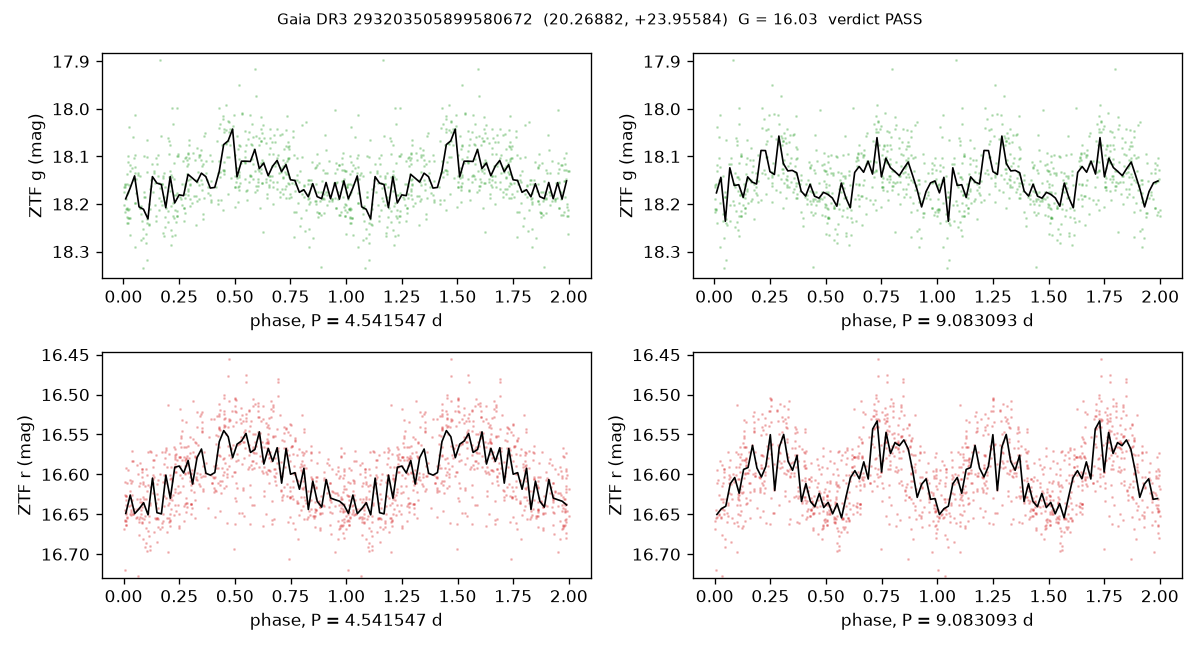 Gaia DR3 293203505899580672 (20.26882, +23.95584) G = 16.03 verdict PASS
17.9
18.0
18.1
18.2
18.3
ZTF g (mag)
0.00 0.25 0.50 0.75 1.00 1.25 1.50 1.75 2.00
phase, P = 4.541547 d
17.9
18.0
18.1
18.2
18.3
ZTF g (mag)
0.00 0.25 0.50 0.75 1.00 1.25 1.50 1.75 2.00
phase, P = 9.083093 d
16.45
16.50
16.55
16.60
16.65
16.70
ZTF r (mag)
0.00 0.25 0.50 0.75 1.00 1.25 1.50 1.75 2.00
phase, P = 4.541547 d
16.45
16.50
16.55
16.60
16.65
16.70
ZTF r (mag)
0.00 0.25 0.50 0.75 1.00 1.25 1.50 1.75 2.00
phase, P = 9.083093 d